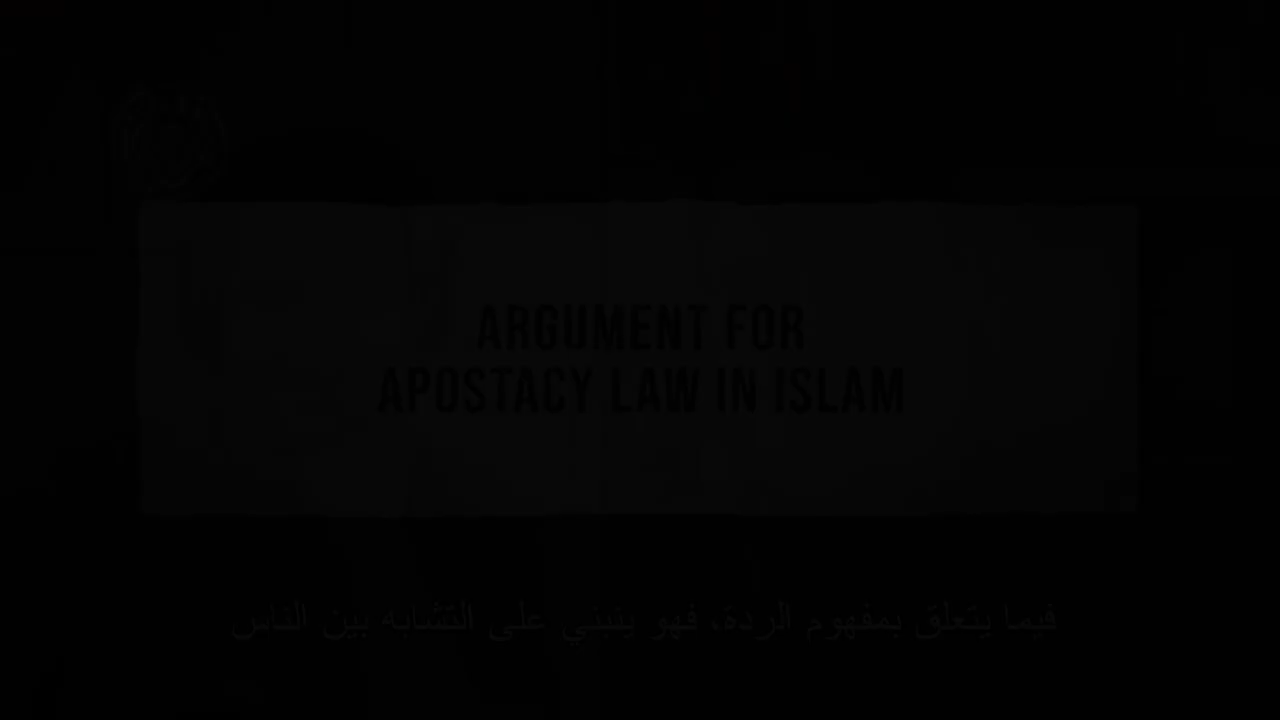 ARGUMENT FOR
APOSTACY LAW IN ISLAM
فيما يتعلق بمفهوم الردة، فهو ينبني على التشابه بين الناس